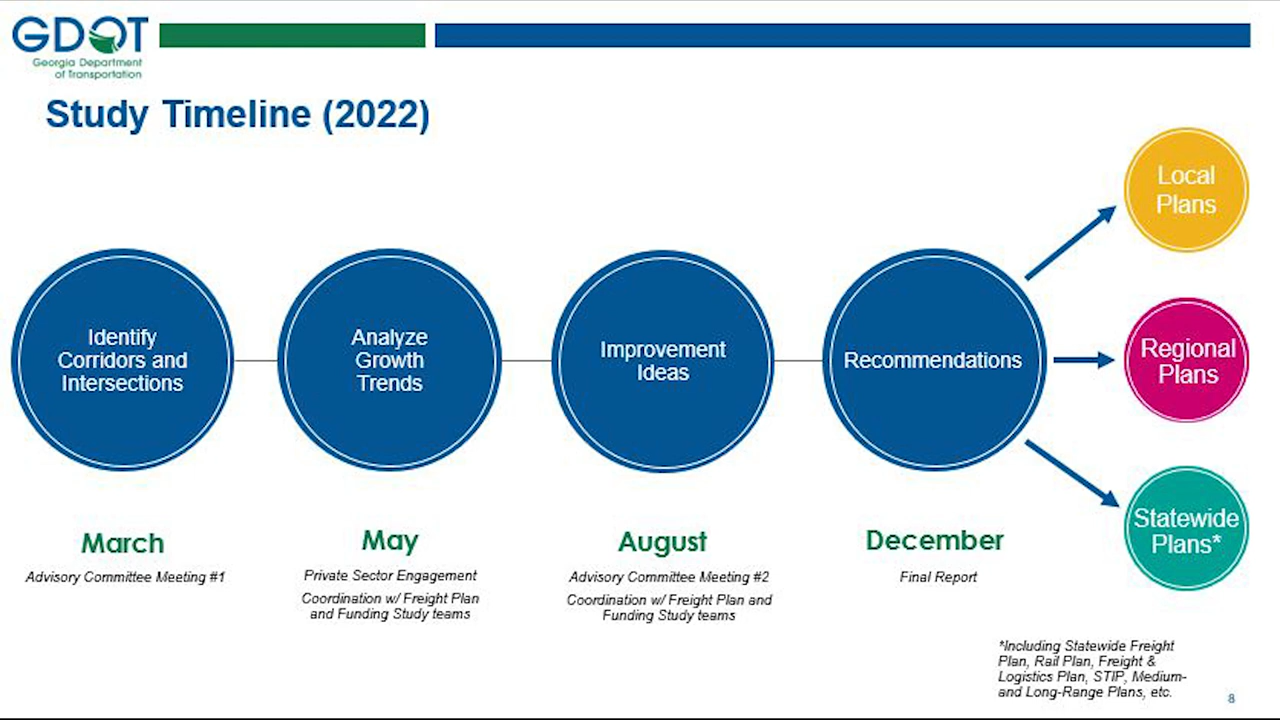 GDOT
Georgia Department
of Transportation
Study Timeline (2022)
Identify
Corridors and
Intersections
Analyze
Growth
Trends
Improvement
Ideas
Recommendations
Local
Plans
Regional
Plans
Statewide
Plans*
March
Advisory Committee Meeting #1
May
Private Sector Engagement
Coordination w/ Freight Plan
and Funding Study teams
August
Advisory Committee Meeting #2
Coordination w/ Freight Plan and
Funding Study teams
December
Final Report
*Including Statewide Freight
Plan, Rail Plan, Freight &
Logistics Plan, STIP, Medium-
and Long-Range Plans, etc.
8